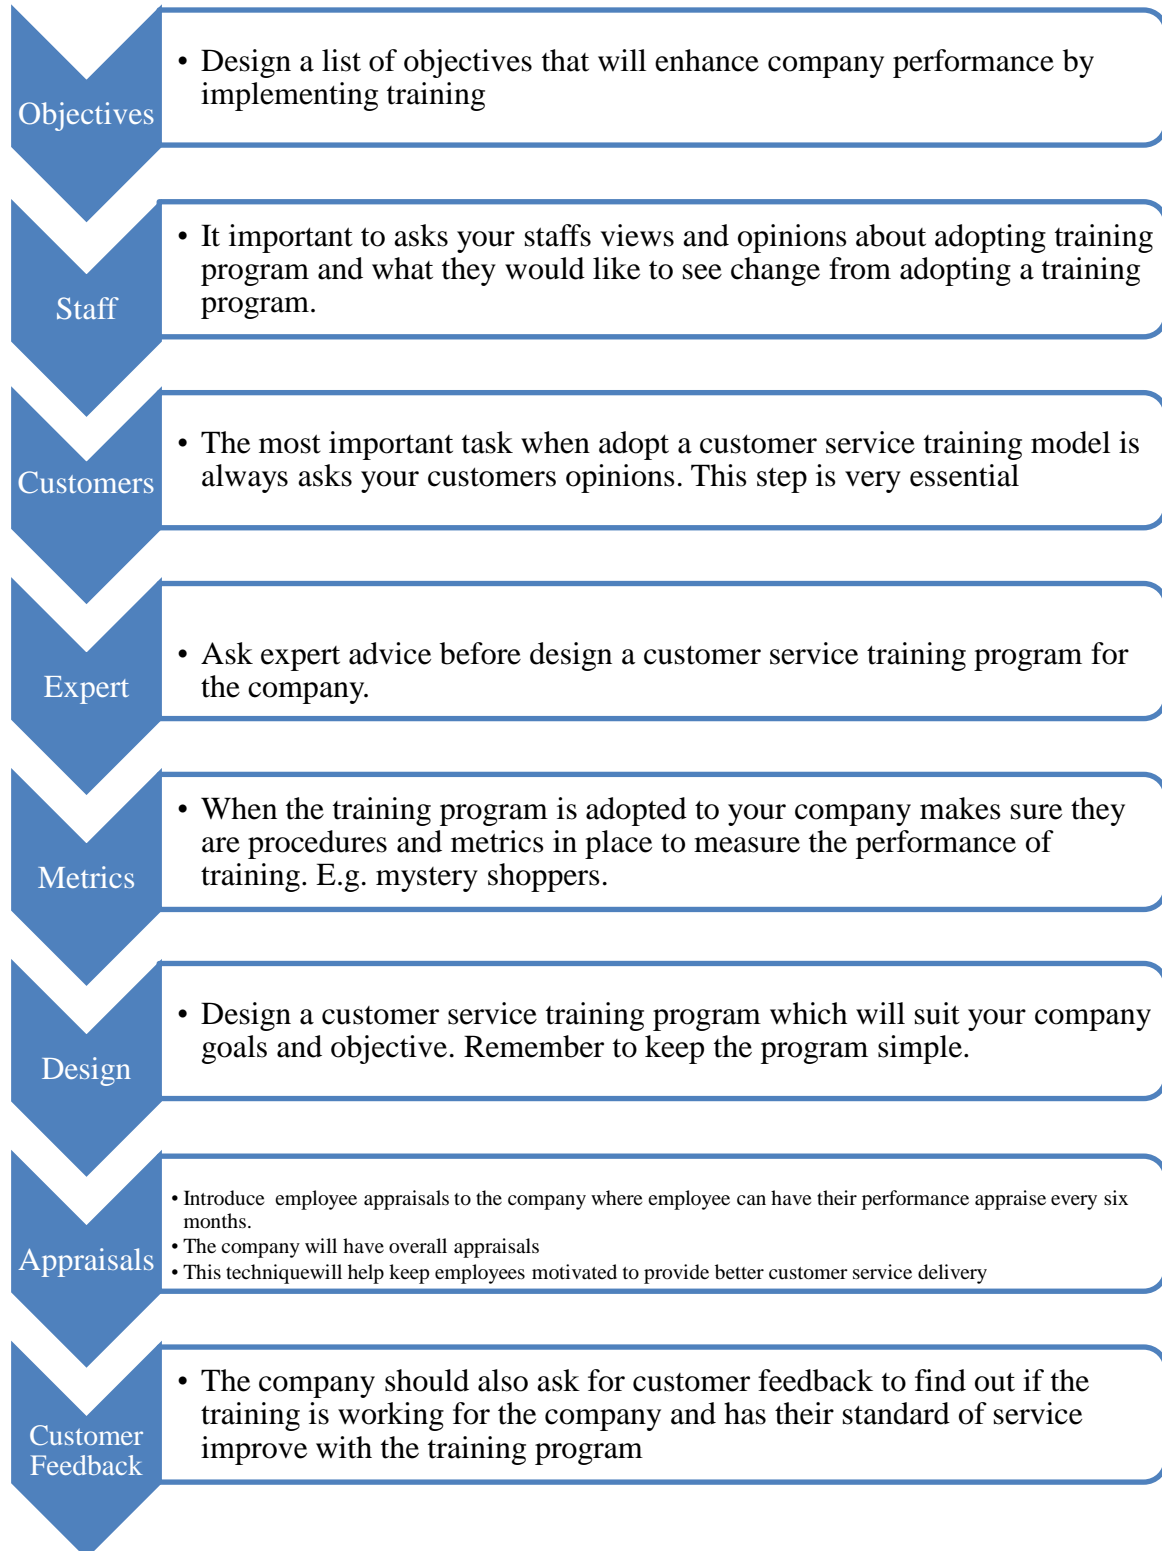 Objectives
• Design a list of objectives that will enhance company performance by
implementing training
Staff
• It important to asks your staffs views and opinions about adopting training
program and what they would like to see change from adopting a training
program.
Customers
• The most important task when adopt a customer service training model is
always asks your customers opinions. This step is very essential
Expert
• Ask expert advice before design a customer service training program for
the company.
Metrics
• When the training program is adopted to your company makes sure they
are procedures and metrics in place to measure the performance of
training. E.g. mystery shoppers.
Design
• Design a customer service training program which will suit your company
goals and objective. Remember to keep the program simple.
Appraisals
• Introduce employee appraisals to the company where employee can have their performance appraise every six
months.
• The company will have overall appraisals
• This techniquewill help keep employees motivated to provide better customer service delivery
Customer
Feedback
• The company should also ask for customer feedback to find out if the
training is working for the company and has their standard of service
improve with the training program